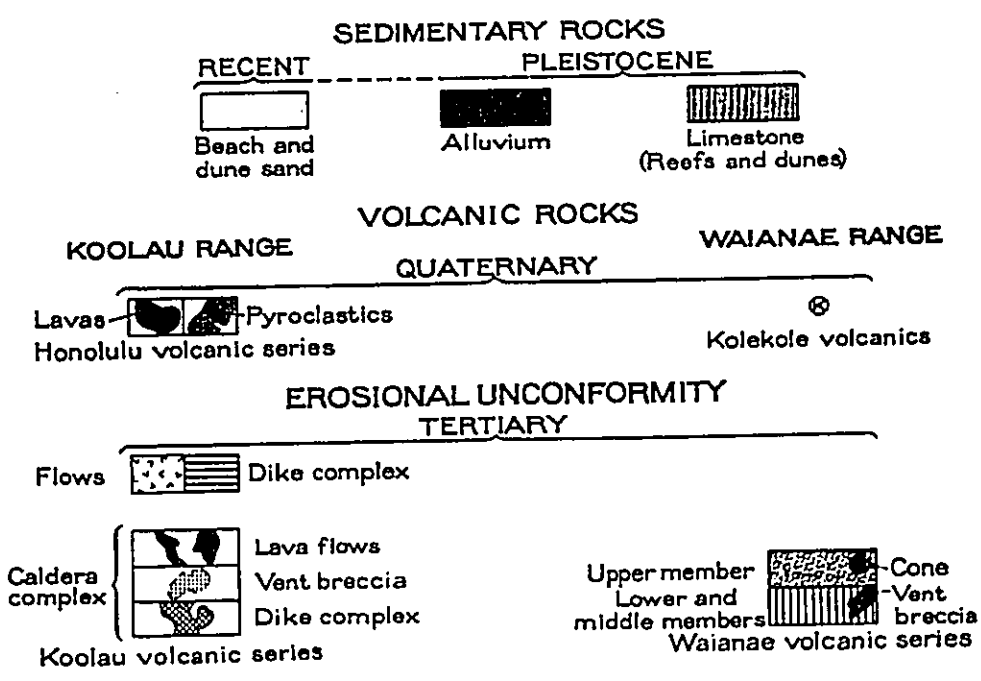 SEDIMENTARY ROCKS
RECENT PLEISTOCENE
Beach and
dune sand
Alluvium
Limestone
(Reefs and dunes)
VOLCANIC ROCKS
KOOLAU RANGE
WAIANAE RANGE
QUATERNARY
Lavas
Pyroclastics
Honolulu volcanic series
K
Kolekole volcanics
EROSIONAL UNCONFORMITY
TERTIARY
Flows
Dike complex
Caldera
complex
Lava flows
Vent breccia
Dike complex
Koolau volcanic series
Upper member
Lower and
middle members
Cone
Vent
breccia
Waianae volcanic series